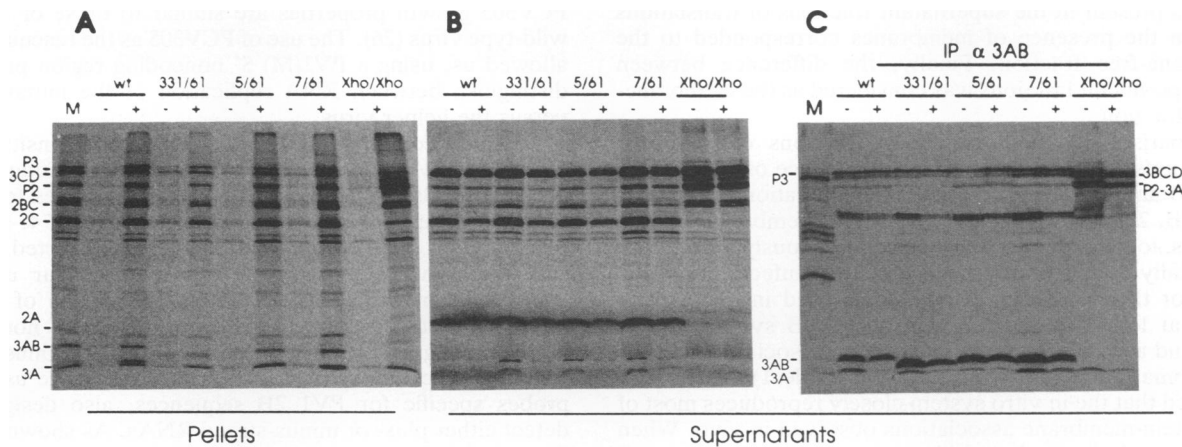 A B C
IP α 3AB
wt 331/61 5/61 7/61 Xho/Xho
M - + - + - + - + - +
wt 331/61 5/61 7/61 Xho/Xho
- + - + - + - + - +
wt 331/61 5/61 7/61 Xho/Xho
M - + - + - + - + - +
P3
3CD
P2
2BC
2C
2A
3AB
3A
P3
3AB
3A
3BCD
P2-3A
Pellets Supernatants